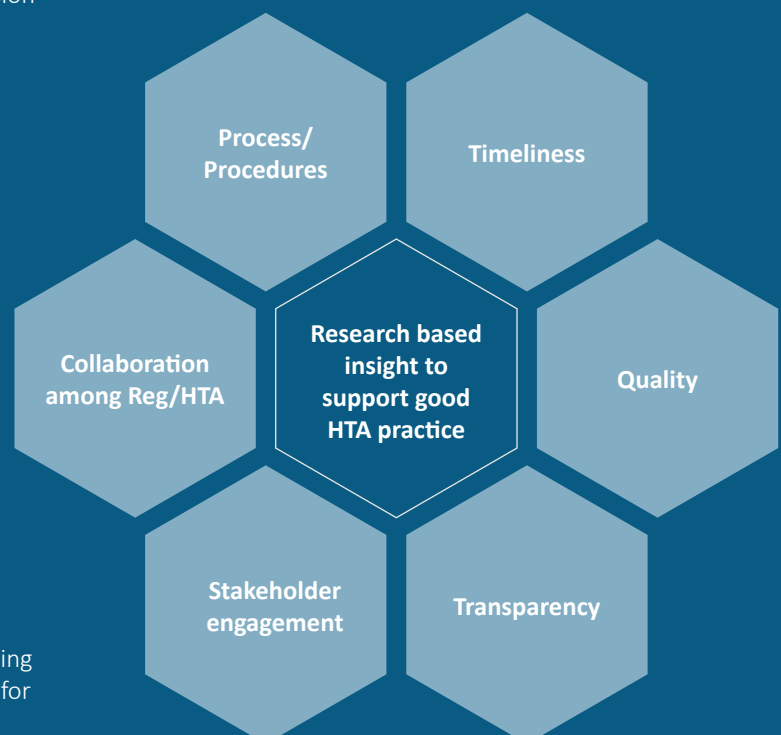 Process/
Procedures
Timeliness
Collaboration
among Reg/HTA
Research based
insight to
support good
HTA practice
Quality
Stakeholder
engagement
Transparency
for